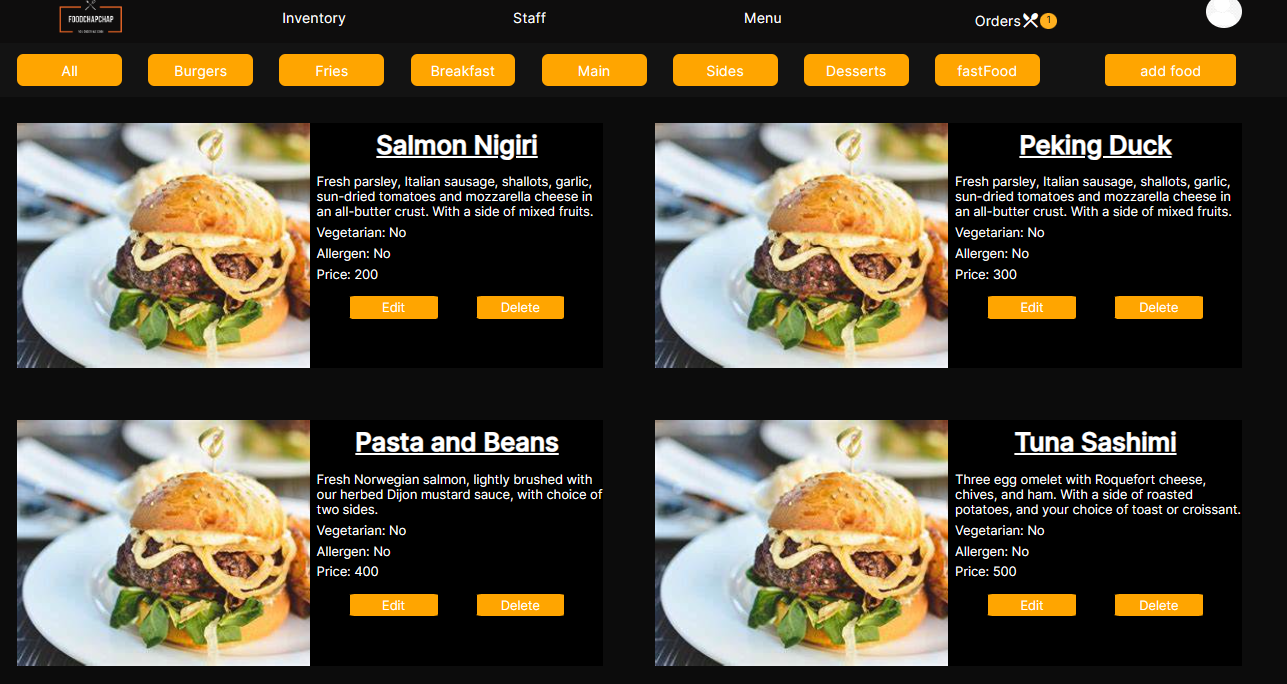 FOODCHAPCHAP
Inventory
Staff
Menu
Orders 1
All
Burgers
Fries
Breakfast
Main
Sides
Desserts
fastFood
add food
Salmon Nigiri
Fresh parsley, Italian sausage, shallots, garlic,
sun-dried tomatoes and mozzarella cheese in
an all-butter crust. With a side of mixed fruits.
Vegetarian: No
Allergen: No
Price: 200
Edit
Delete
Peking Duck
Fresh parsley, Italian sausage, shallots, garlic,
sun-dried tomatoes and mozzarella cheese in
an all-butter crust. With a side of mixed fruits.
Vegetarian: No
Allergen: No
Price: 300
Edit
Delete
Pasta and Beans
Fresh Norwegian salmon, lightly brushed with
our herbed Dijon mustard sauce, with choice of
two sides.
Vegetarian: No
Allergen: No
Price: 400
Edit
Delete
Tuna Sashimi
Three egg omelet with Roquefort cheese,
chives, and ham. With a side of roasted
potatoes, and your choice of toast or croissant.
Vegetarian: No
Allergen: No
Price: 500
Edit
Delete